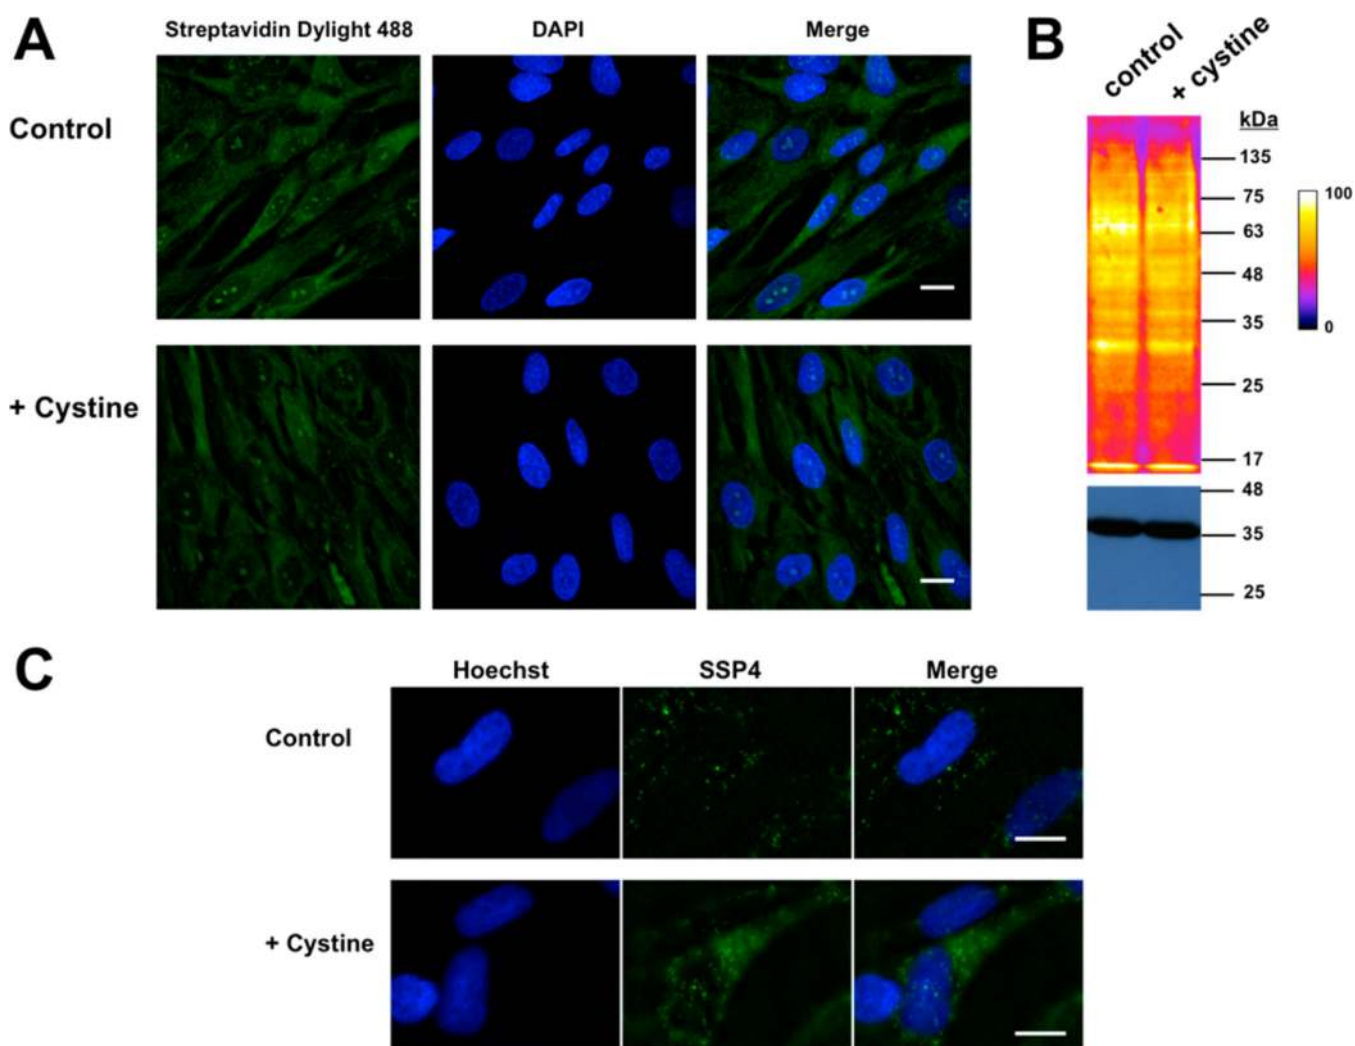 A
Streptavidin Dylight 488 DAPI Merge
Control
+ Cystine
B
control + cystine
kDa
135
75
63
48
35
25
17
48
35
25
100
0
C
Hoechst SSP4 Merge
Control
+ Cystine